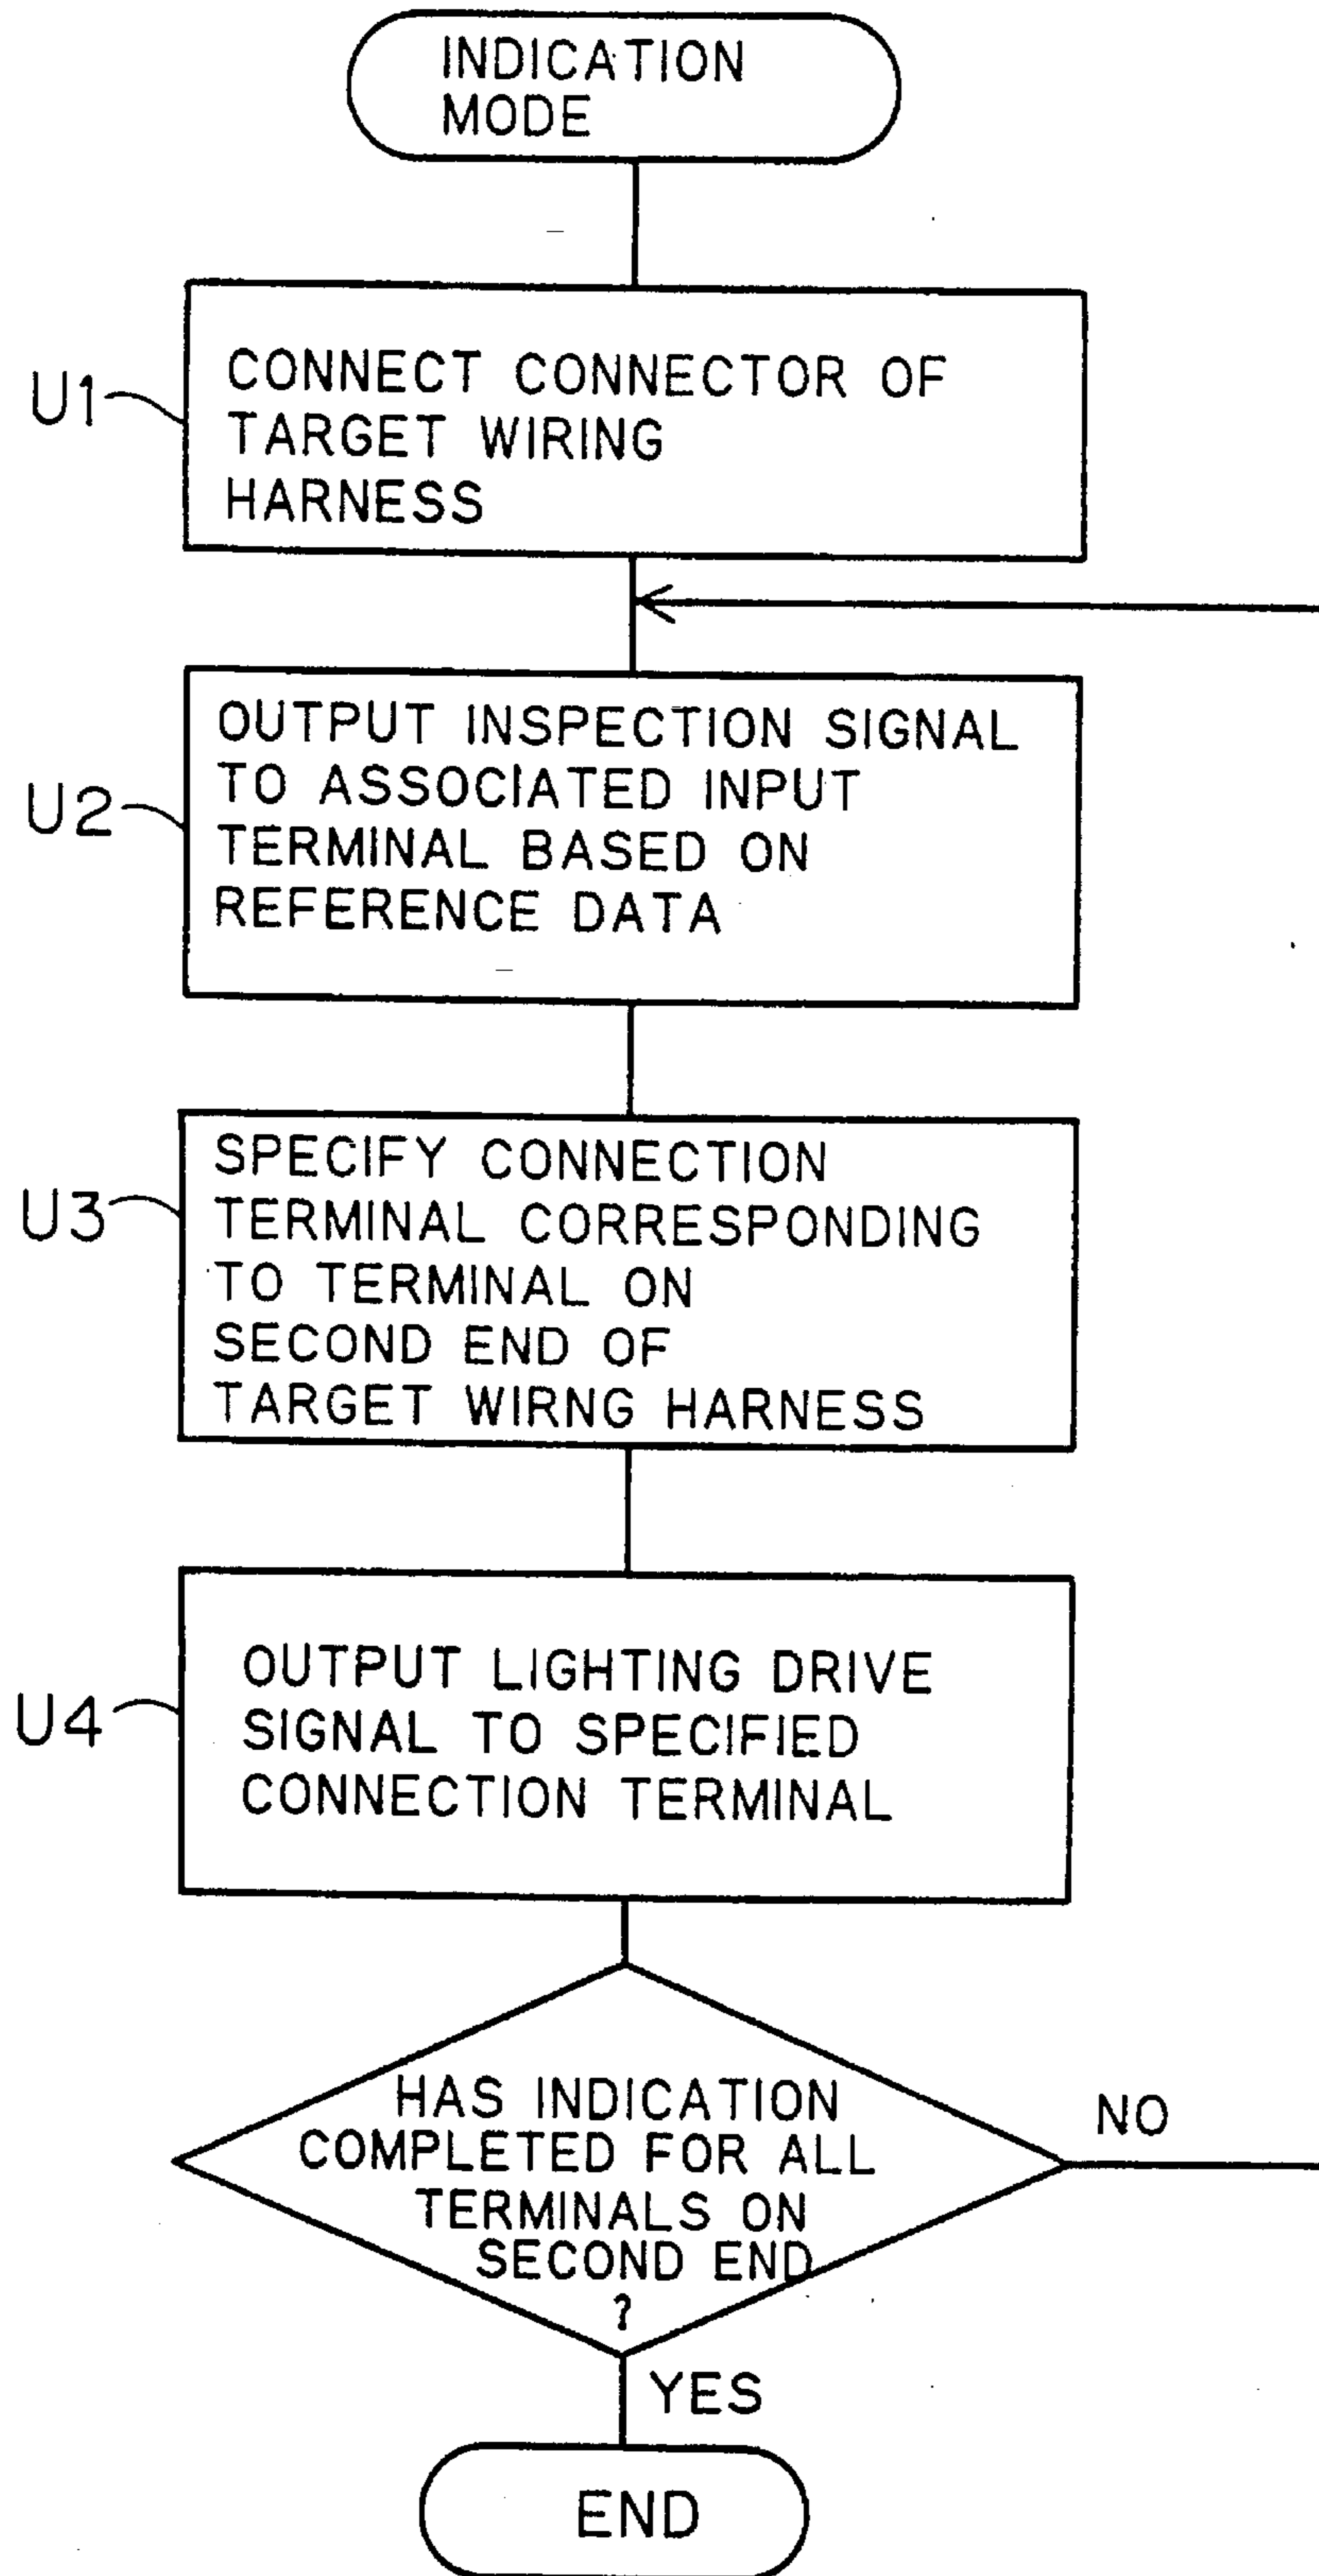 INDICATION
MODE
U1
CONNECT CONNECTOR OF
TARGET WIRING
HARNESS
U2
OUTPUT INSPECTION SIGNAL
TO ASSOCIATED INPUT
TERMINAL BASED ON
REFERENCE DATA
U3
SPECIFY CONNECTION
TERMINAL CORRESPONDING
TO TERMINAL ON
SECOND END OF
TARGET WIRNG HARNESS
U4
OUTPUT LIGHTING DRIVE
SIGNAL TO SPECIFIED
CONNECTION TERMINAL
HAS INDICATION
COMPLETED FOR ALL
TERMINALS ON
SECOND END
?
NO
YES
END